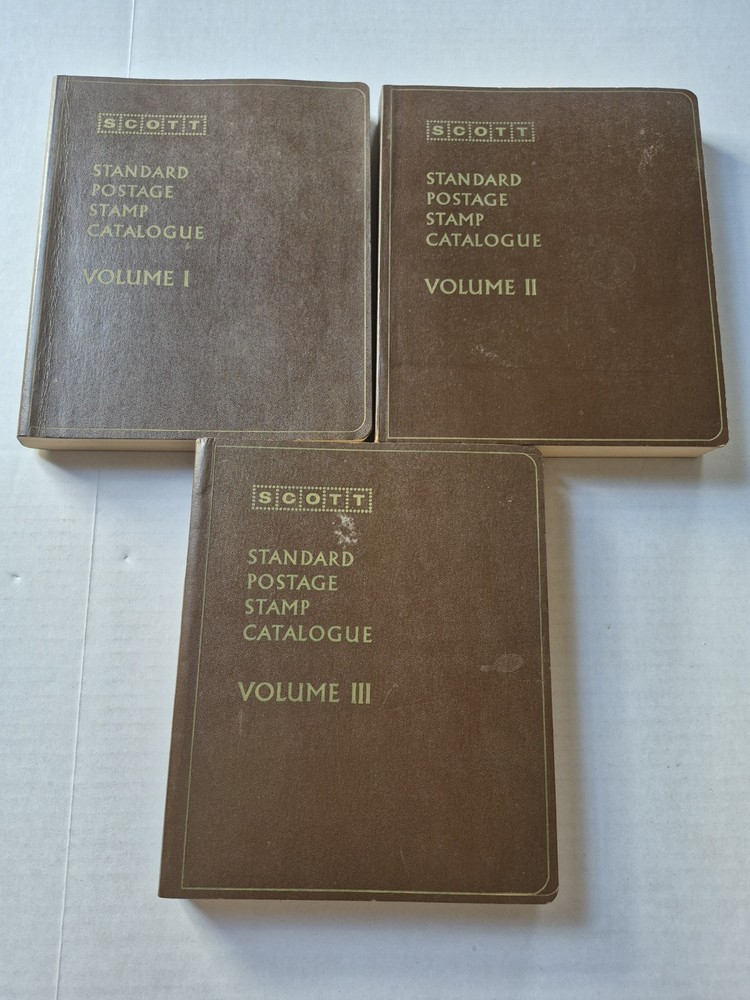 SCOTT
STANDARD
POSTAGE
STAMP
CATALOGUE
VOLUME I
SCOTT
STANDARD
POSTAGE
STAMP
CATALOGUE
VOLUME II
SCOTT
STANDARD
POSTAGE
STAMP
CATALOGUE
VOLUME III